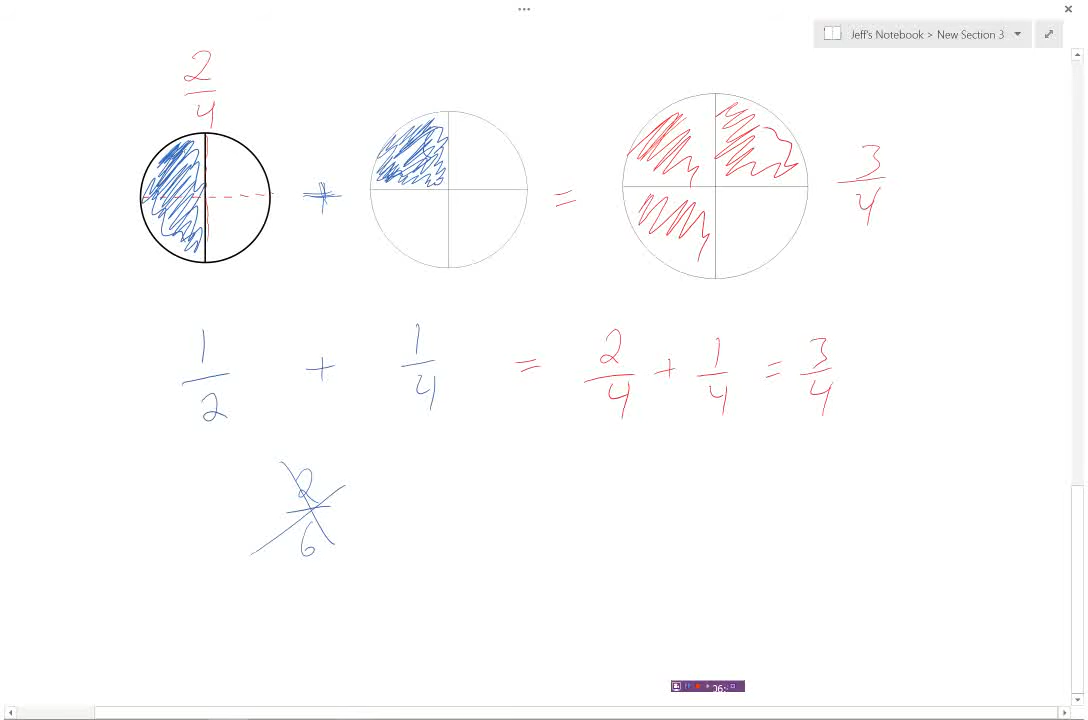 Jeff's Notebook > New Section 3
2/4
+ = 3/4
1/2 + 1/4 = 2/4 + 1/4 = 3/4
2/6